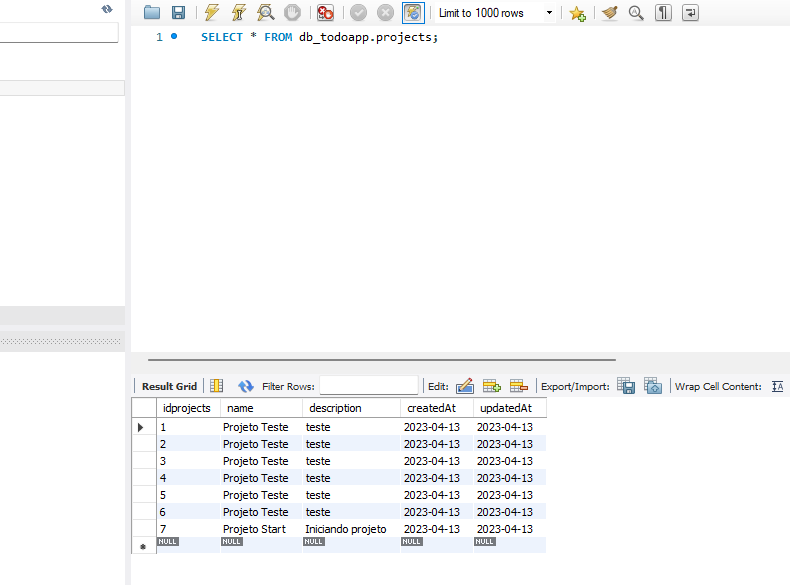 Limit to 1000 rows
1 SELECT * FROM db_todoapp.projects;
Result Grid Filter Rows: Edit: Export/Import: Wrap Cell Content: IA
idprojects name description createdAt updatedAt
1 Projeto Teste teste 2023-04-13 2023-04-13
2 Projeto Teste teste 2023-04-13 2023-04-13
3 Projeto Teste teste 2023-04-13 2023-04-13
4 Projeto Teste teste 2023-04-13 2023-04-13
5 Projeto Teste teste 2023-04-13 2023-04-13
6 Projeto Teste teste 2023-04-13 2023-04-13
7 Projeto Start Iniciando projeto 2023-04-13 2023-04-13
NULL NULL NULL NULL NULL